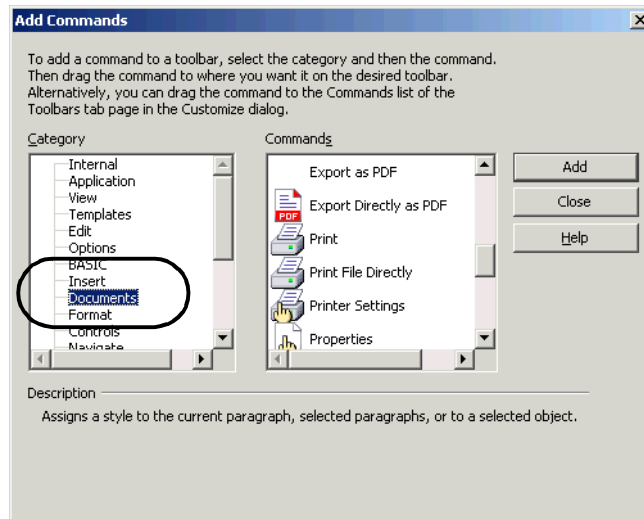 Add Commands
To add a command to a toolbar, select the category and then the command.
Then drag the command to where you want it on the desired toolbar.
Alternatively, you can drag the command to the Commands list of the
Toolbars tab page in the Customize dialog.
Category
Internal
Application
View
Templates
Edit
Options
BASIC
Insert
Documents
Format
Controls
Navigate
Commands
Export as PDF
PDF
Export Directly as PDF
Print
Print File Directly
Printer Settings
Properties
Add
Close
Help
Description
Assigns a style to the current paragraph, selected paragraphs, or to a selected object.